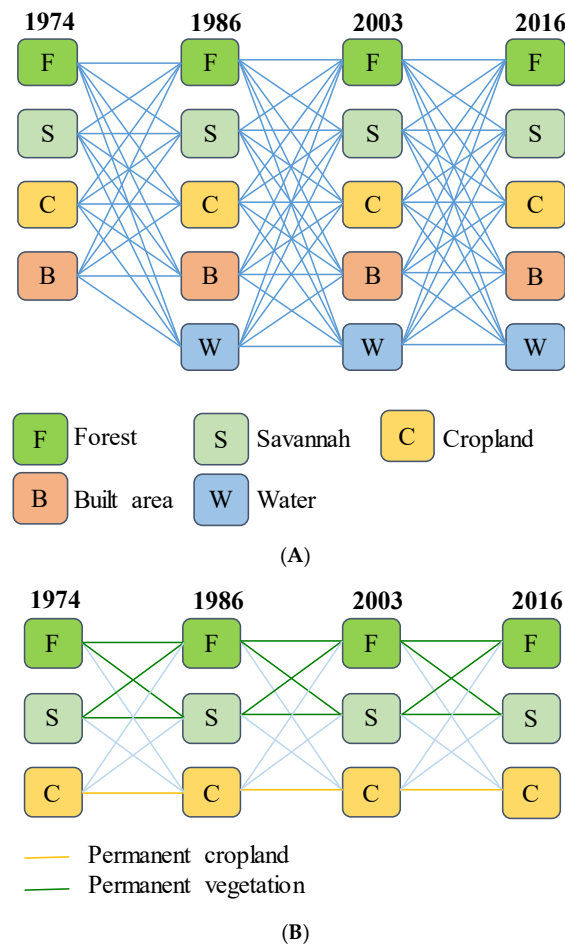 1974 1986 2003 2016
F F F F
S S S S
C C C C
B B B B
W W W
F Forest S Savannah C Cropland
B Built area W Water
(A)
1974 1986 2003 2016
F F F F
S S S S
C C C C
Permanent cropland
Permanent vegetation
(B)